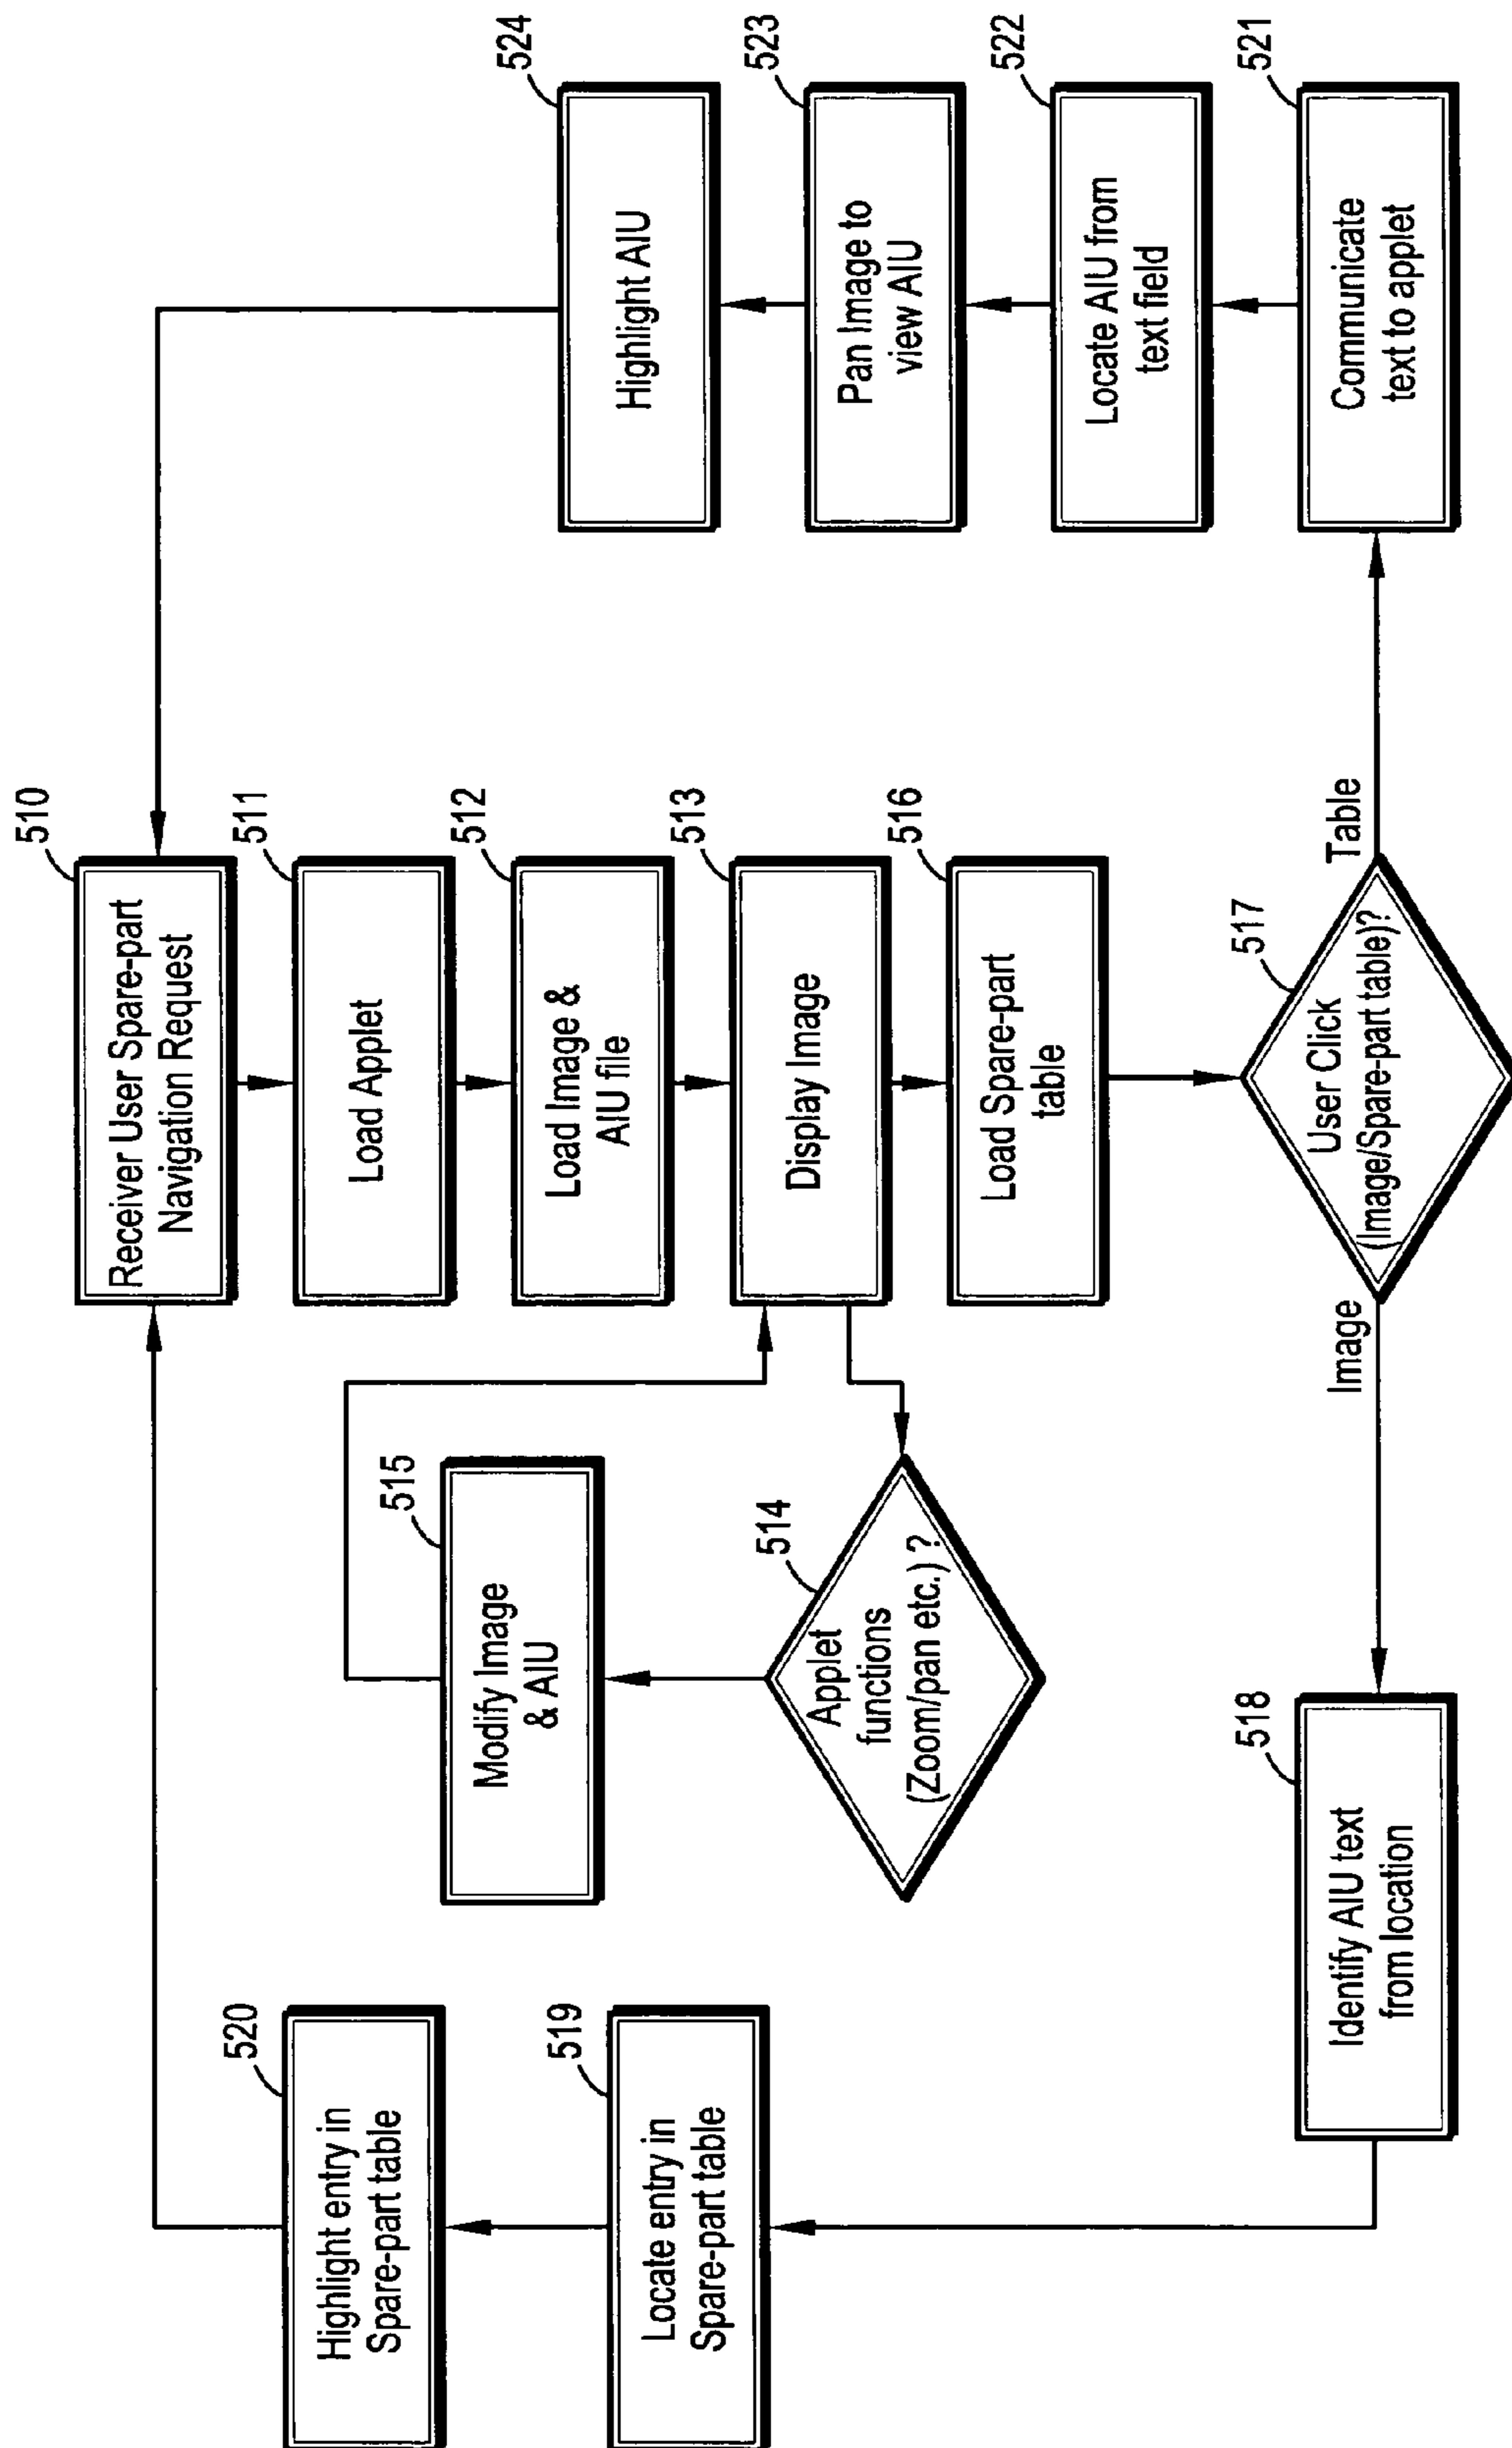 510
Receiver User Spare-part
Navigation Request
511
Load Applet
512
Load Image &
AIU file
513
Display Image
514
Applet
functions
(Zoom/pan etc.) ?
515
Modify Image
& AIU
516
Load Spare-part
table
517
User Click
(Image/Spare-part table)?
Image
Table
518
Identify AIU text
from location
519
Locate entry in
Spare-part table
520
Highlight entry in
Spare-part table
521
Communicate
text to applet
522
Locate AIU from
text field
523
Pan Image to
view AIU
524
Highlight AIU